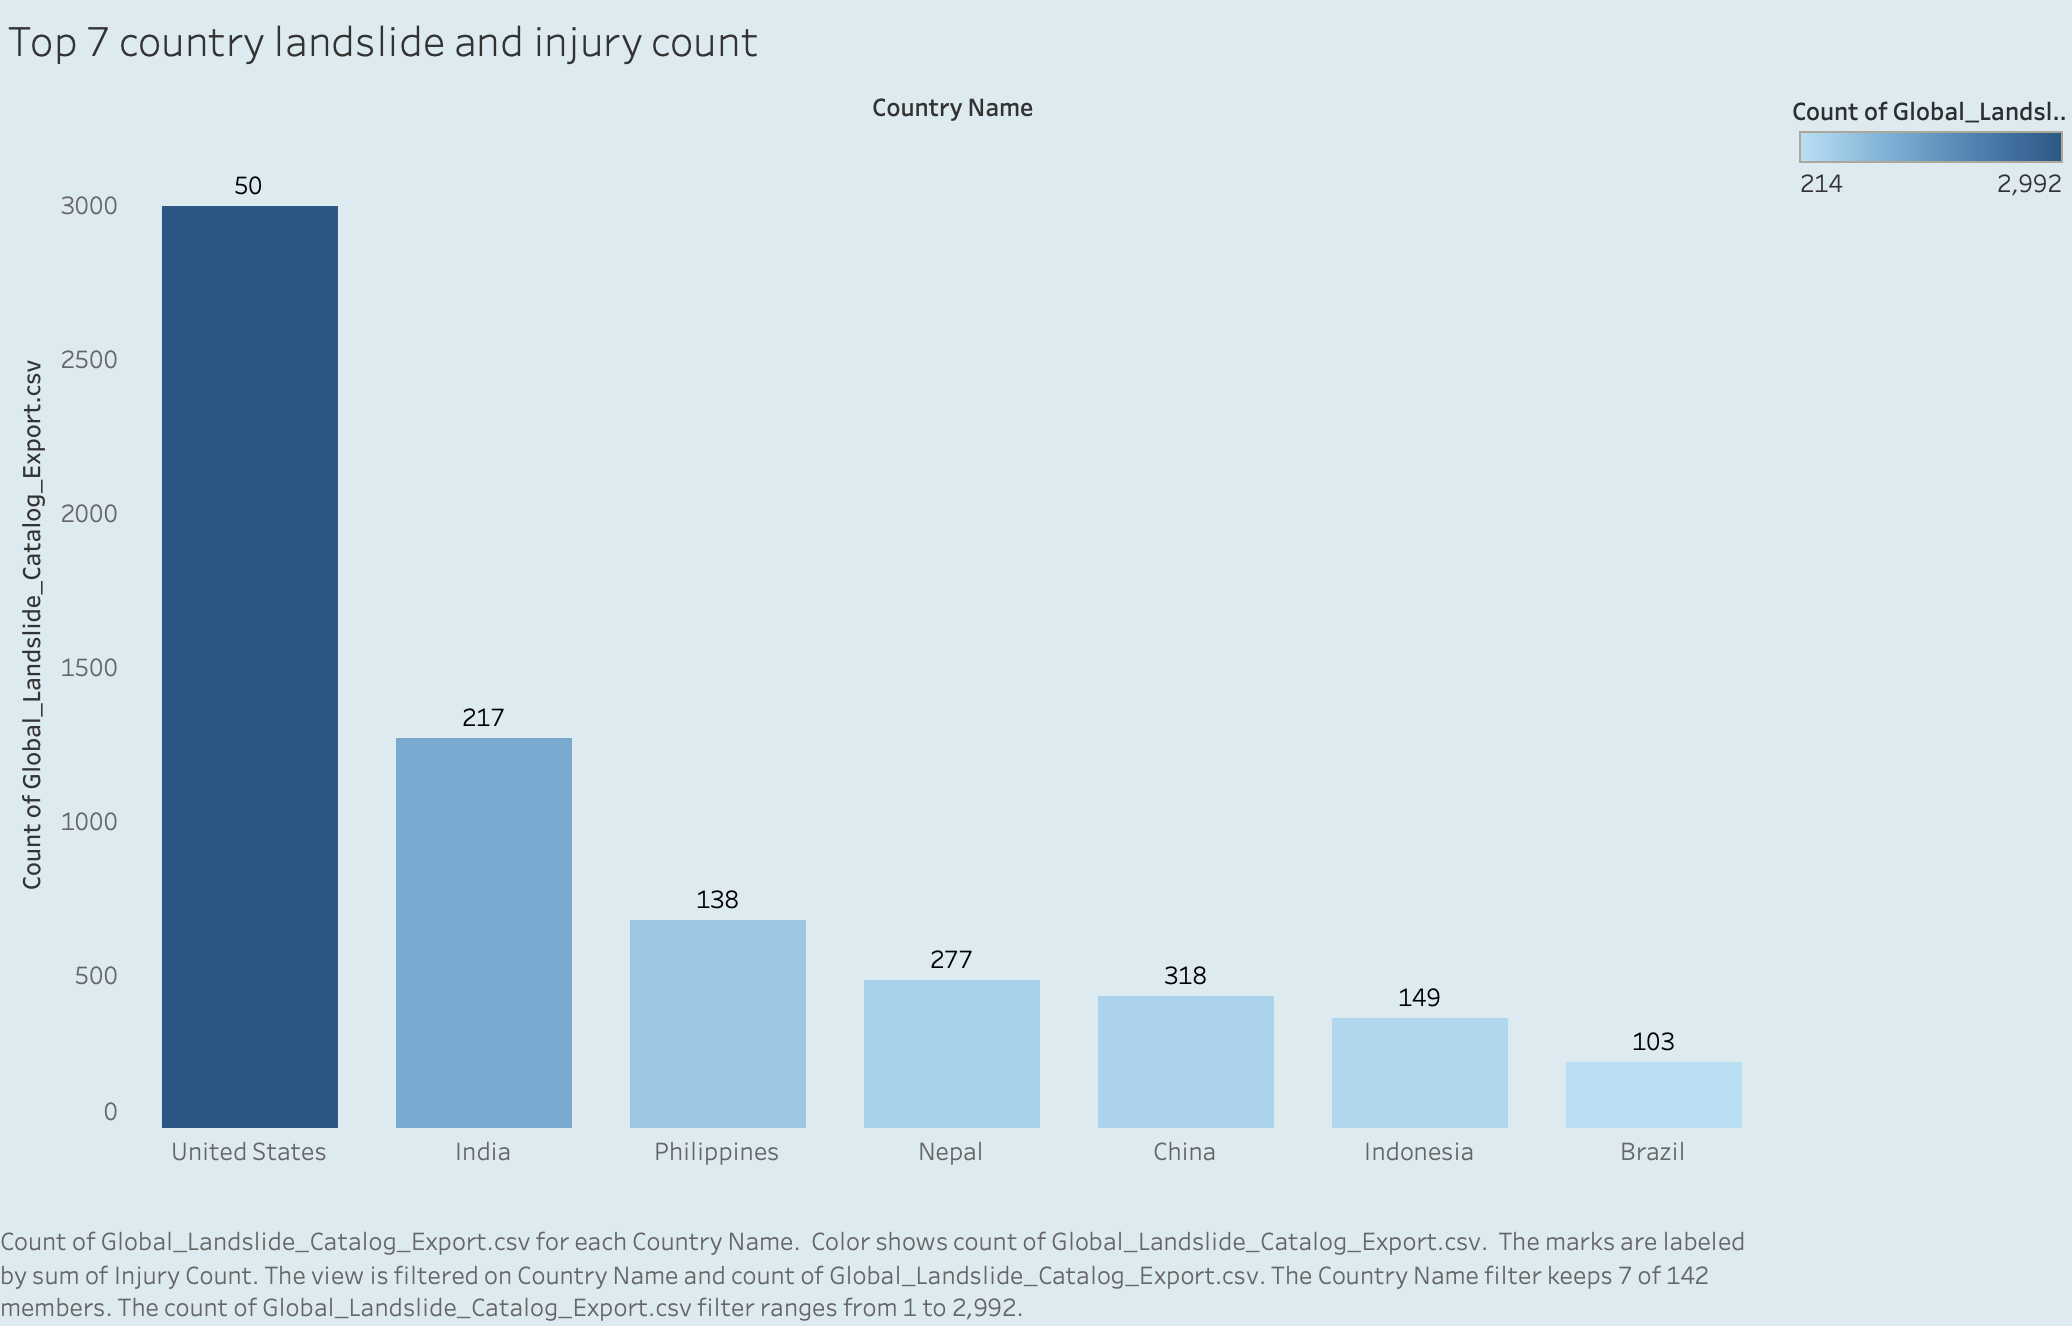 Top 7 country landslide and injury count
Country Name
Count of Global_Landsl..
214 2,992
Count of Global_Landslide_Catalog_Export.csv
3000
2500
2000
1500
1000
500
0
50
217
138
277
318
149
103
United States India Philippines Nepal China Indonesia Brazil
Count of Global_Landslide_Catalog_Export.csv for each Country Name.  Color shows count of Global_Landslide_Catalog_Export.csv.  The marks are labeled
by sum of Injury Count. The view is filtered on Country Name and count of Global_Landslide_Catalog_Export.csv. The Country Name filter keeps 7 of 142
members. The count of Global_Landslide_Catalog_Export.csv filter ranges from 1 to 2,992.